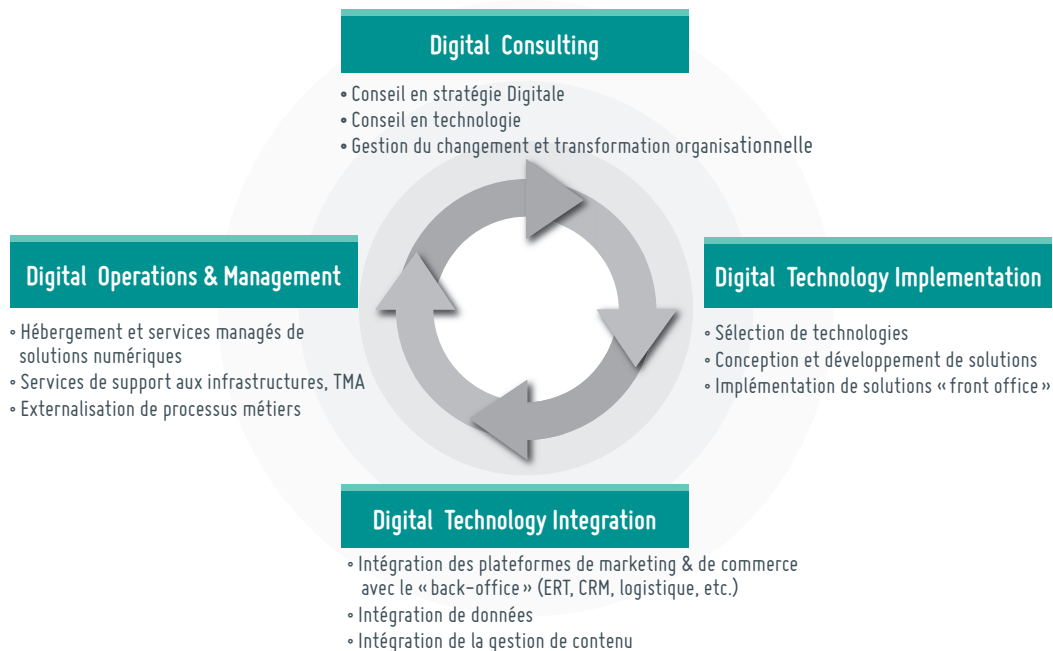 Digital Consulting
• Conseil en stratégie Digitale
• Conseil en technologie
• Gestion du changement et transformation organisationnelle
Digital Operations & Management
• Hébergement et services managés de
solutions numériques
• Services de support aux infrastructures, TMA
• Externalisation de processus métiers
Digital Technology Implementation
• Sélection de technologies
• Conception et développement de solutions
• Implémentation de solutions « front office »
Digital Technology Integration
• Intégration des plateformes de marketing & de commerce
avec le « back-office » (ERT, CRM, logistique, etc.)
• Intégration de données
• Intégration de la gestion de contenu